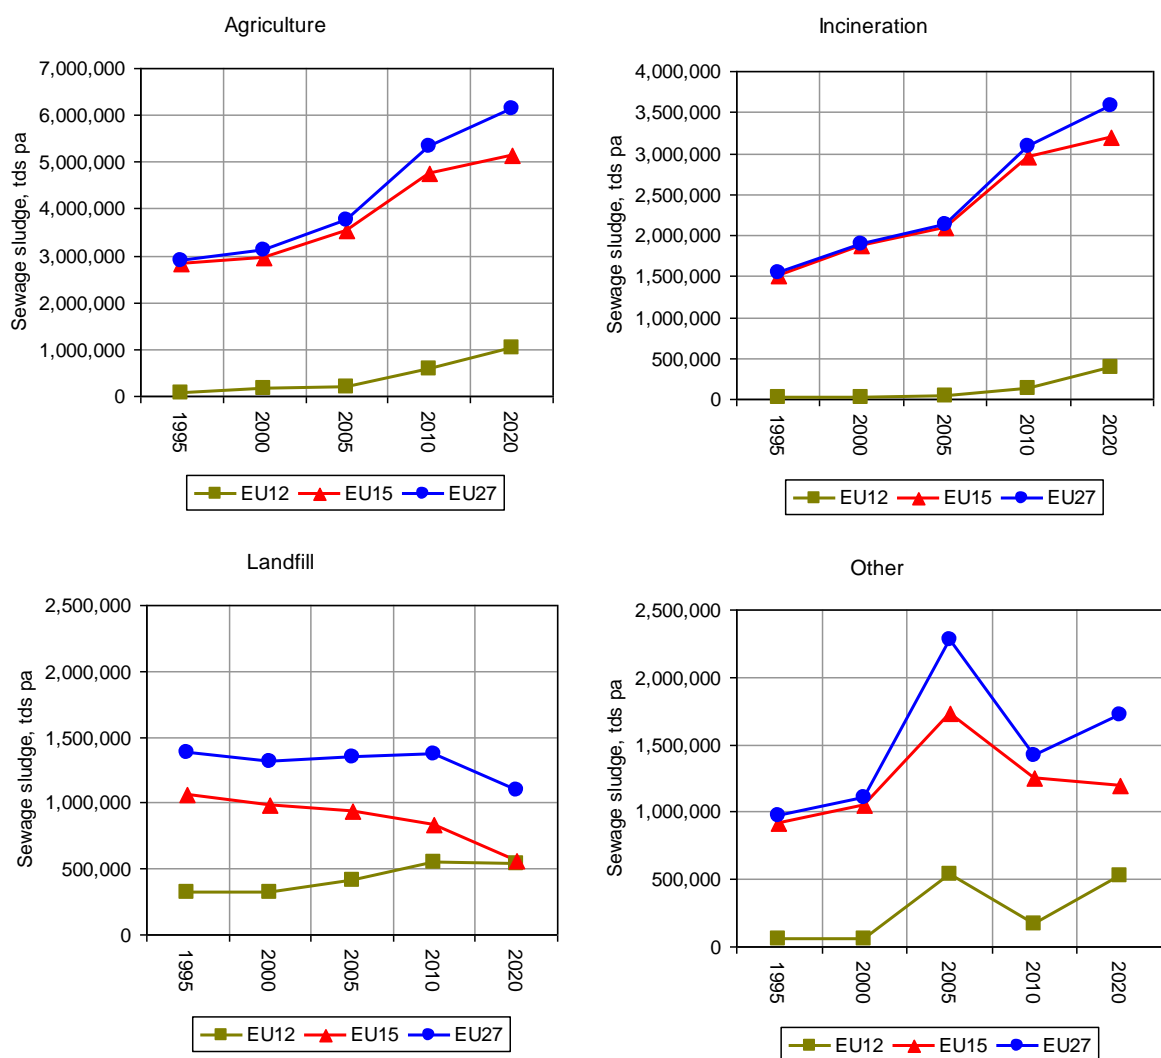 Agriculture
Sewage sludge, tds pa
7,000,000
6,000,000
5,000,000
4,000,000
3,000,000
2,000,000
1,000,000
0
1995 2000 2005 2010 2020
EU12 EU15 EU27
Incineration
Sewage sludge, tds pa
4,000,000
3,500,000
3,000,000
2,500,000
2,000,000
1,500,000
1,000,000
500,000
0
1995 2000 2005 2010 2020
EU12 EU15 EU27
Landfill
Sewage sludge, tds pa
2,500,000
2,000,000
1,500,000
1,000,000
500,000
0
1995 2000 2005 2010 2020
EU12 EU15 EU27
Other
Sewage sludge, tds pa
2,500,000
2,000,000
1,500,000
1,000,000
500,000
0
1995 2000 2005 2010 2020
EU12 EU15 EU27